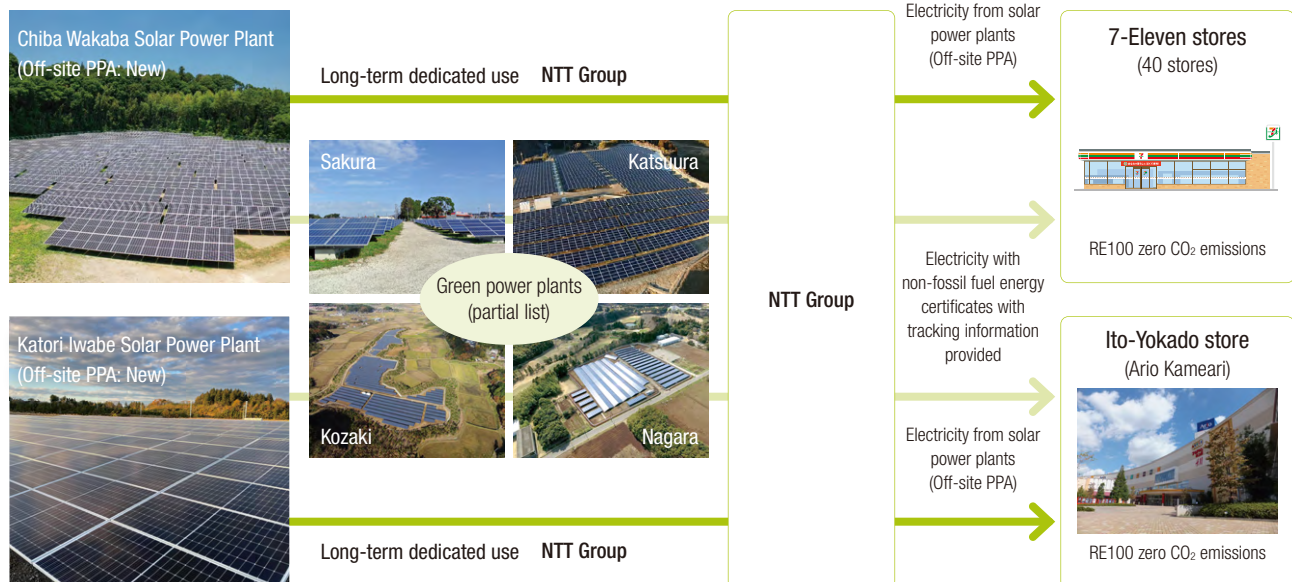 Chiba Wakaba Solar Power Plant
(Off-site PPA: New)
Long-term dedicated use NTT Group
Sakura
Katsuura
Green power plants
(partial list)
Kozaki
Nagara
Katori Iwabe Solar Power Plant
(Off-site PPA: New)
Long-term dedicated use NTT Group
NTT Group
Electricity from solar
power plants
(Off-site PPA)
Electricity with
non-fossil fuel energy
certificates with
tracking information
provided
Electricity from solar
power plants
(Off-site PPA)
7-Eleven stores
(40 stores)
RE100 zero CO₂ emissions
Ito-Yokado store
(Ario Kameari)
RE100 zero CO₂ emissions